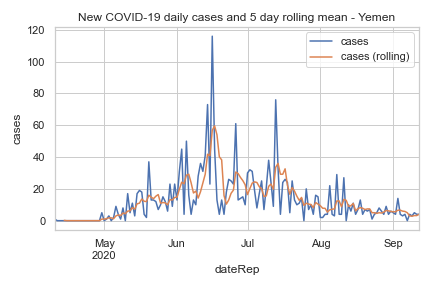 New COVID-19 daily cases and 5 day rolling mean - Yemen
cases
cases (rolling)
120
100
80
60
40
20
0
cases
May
2020
Jun
Jul
Aug
Sep
dateRep